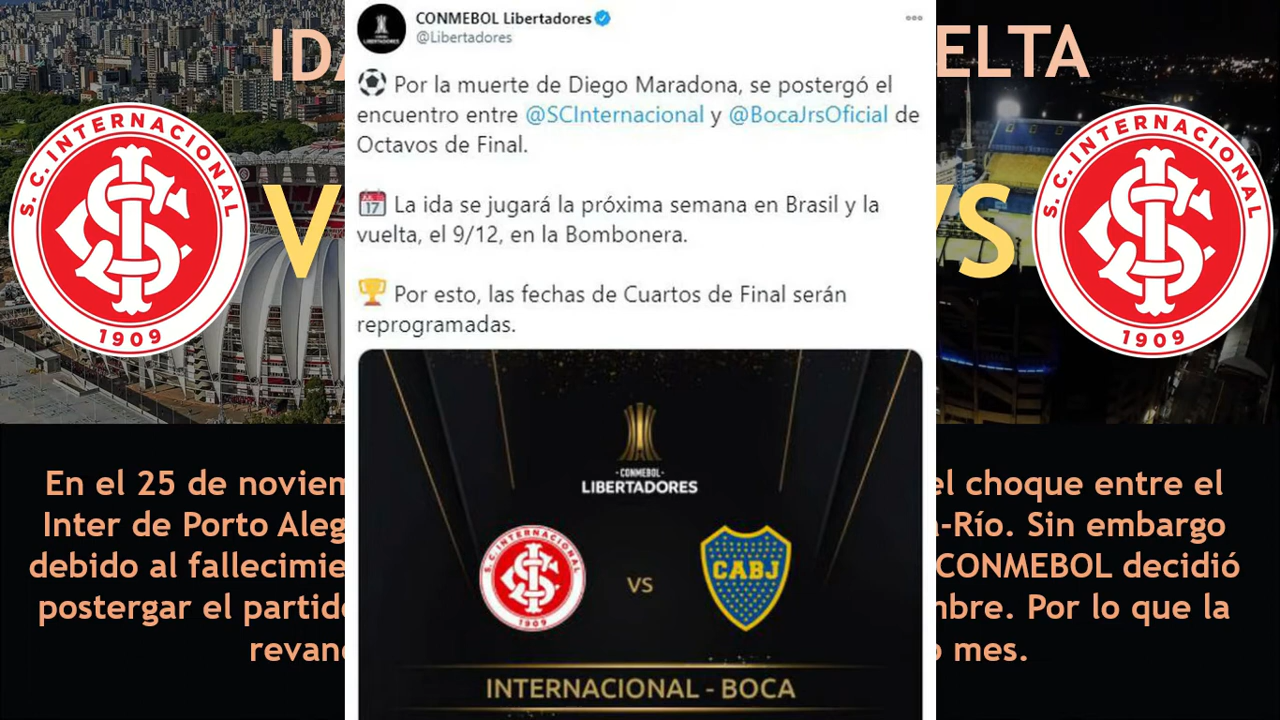 IDA
ELTA
S.C. INTERNACIONAL
1909
V
VS
S.C. INTERNACIONAL
1909
CONMEBOL Libertadores
@Libertadores
Por la muerte de Diego Maradona, se postergó el
encuentro entre @SCInternacional y @BocaJrsOficial de
Octavos de Final.
17
La ida se jugará la próxima semana en Brasil y la
vuelta, el 9/12, en la Bombonera.
Por esto, las fechas de Cuartos de Final serán
reprogramadas.
·CONMEBOL·
LIBERTADORES
S.C. INTERNACIONAL
1909
VS
CABJ
INTERNACIONAL - BOCA
En el 25 de noviem
Inter de Porto Aleg
debido al fallecimie
postergar el partid
revan
el choque entre el
-Río. Sin embargo
CONMEBOL decidió
mbre. Por lo que la
mes.